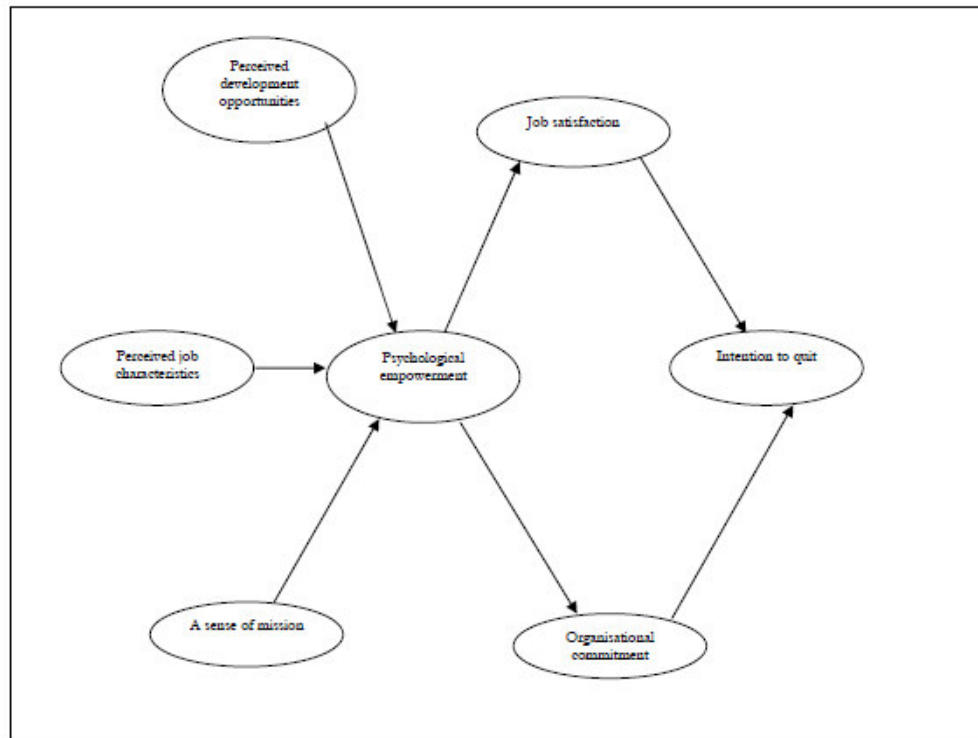 Perceived
development
opportunities
Job satisfaction
Perceived job
characteristics
Psychological
empowerment
Intention to quit
A sense of mission
Organisational
commitment